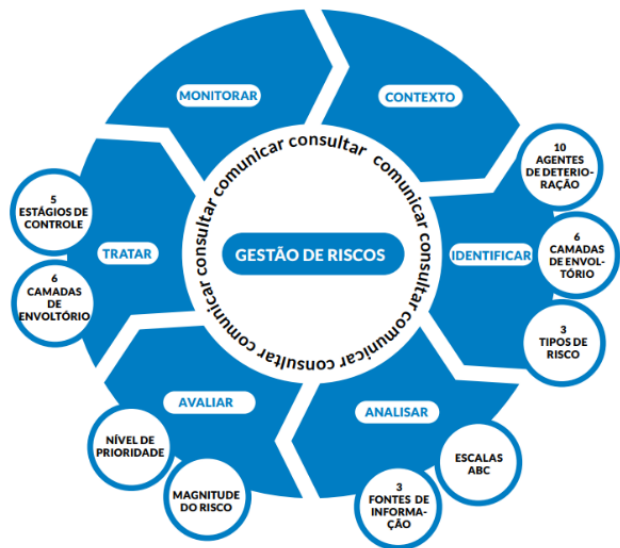 MONITORAR
CONTEXTO
10
AGENTES
DE DETERIO-
RAÇÃO
6
CAMADAS
DE ENVOL-
TÓRIO
3
TIPOS DE
RISCO
IDENTIFICAR
ANALISAR
ESCALAS
ABC
3
FONTES DE
INFORMA-
ÇÃO
AVALIAR
MAGNITUDE
DO RISCO
NÍVEL DE
PRIORIDADE
TRATAR
6
CAMADAS
DE
ENVOLTÓRIO
5
ESTÁGIOS DE
CONTROLE
GESTÃO DE RISCOS
comunicar consultar comunicar consultar comunicar consultar comunicar consultar